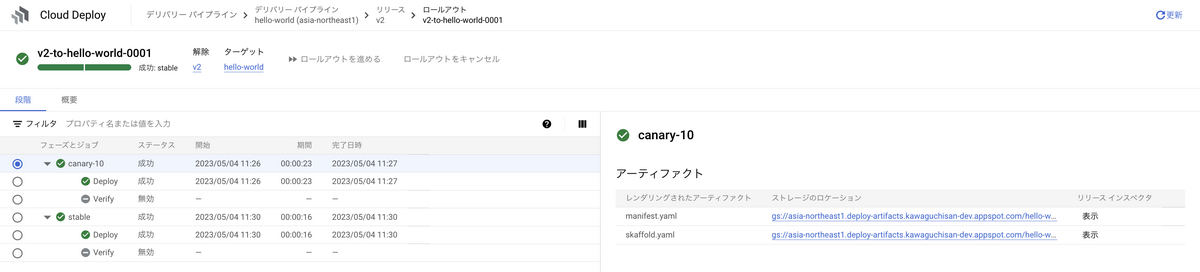 Cloud Deploy
デリバリー パイプライン
デリバリー パイプライン
hello-world (asia-northeast1)
リリース
v2
ロールアウト
v2-to-hello-world-0001
更新
v2-to-hello-world-0001
成功: stable
解除
v2
ターゲット
hello-world
ロールアウトを進める
ロールアウトをキャンセル
段階
概要
フィルタ プロパティ名または値を入力
フェーズとジョブ ステータス 開始 期間 完了日時
canary-10 成功 2023/05/04 11:26 00:00:23 2023/05/04 11:27
Deploy 成功 2023/05/04 11:26 00:00:23 2023/05/04 11:27
Verify 無効 — — —
stable 成功 2023/05/04 11:30 00:00:16 2023/05/04 11:30
Deploy 成功 2023/05/04 11:30 00:00:16 2023/05/04 11:30
Verify 無効 — — —
canary-10
アーティファクト
レンダリングされたアーティファクト ストレージのロケーション リリース インスペクタ
manifest.yaml gs://asia-northeast1.deploy-artifacts.kawaguchisan-dev.appspot.com/hello-w... 表示
skaffold.yaml gs://asia-northeast1.deploy-artifacts.kawaguchisan-dev.appspot.com/hello-w... 表示